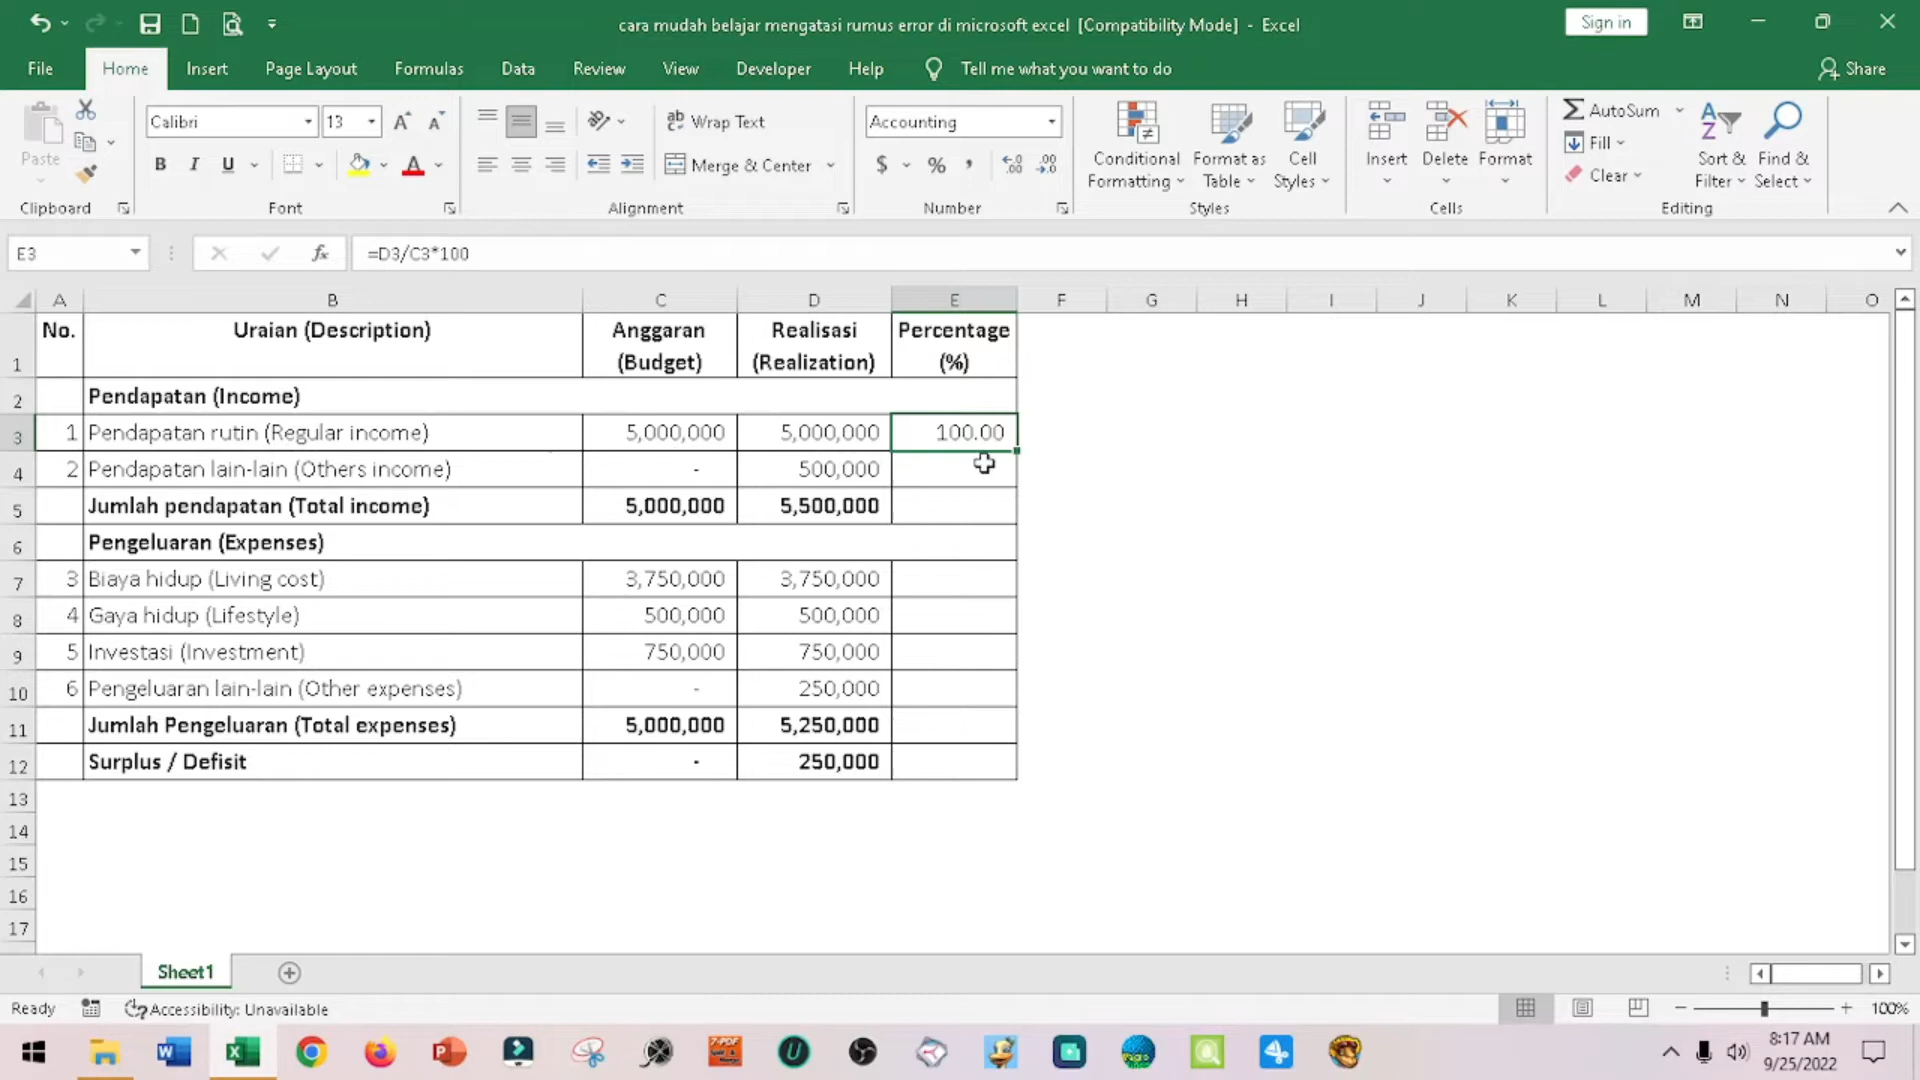 cara mudah belajar mengatasi rumus error di microsoft excel [Compatibility Mode] - Excel
Sign in
File Home Insert Page Layout Formulas Data Review View Developer Help Tell me what you want to do Share
Paste
Calibri 13
B I U
ab Wrap Text
Merge & Center
Accounting
$ % ,
Conditional Formatting
Format as Table
Cell Styles
Insert Delete Format
AutoSum
Fill
Clear
Sort & Filter
Find & Select
Clipboard Font Alignment Number Styles Cells Editing
E3 fx =D3/C3*100
A B C D E F G H I J K L M N O
1 No. Uraian (Description) Anggaran (Budget) Realisasi (Realization) Percentage (%)
2 Pendapatan (Income)
3 1 Pendapatan rutin (Regular income) 5,000,000 5,000,000 100.00
4 2 Pendapatan lain-lain (Others income) - 500,000
5 Jumlah pendapatan (Total income) 5,000,000 5,500,000
6 Pengeluaran (Expenses)
7 3 Biaya hidup (Living cost) 3,750,000 3,750,000
8 4 Gaya hidup (Lifestyle) 500,000 500,000
9 5 Investasi (Investment) 750,000 750,000
10 6 Pengeluaran lain-lain (Other expenses) - 250,000
11 Jumlah Pengeluaran (Total expenses) 5,000,000 5,250,000
12 Surplus / Defisit - 250,000
13
14
15
16
17
Sheet1
Ready Accessibility: Unavailable 100%
8:17 AM
9/25/2022